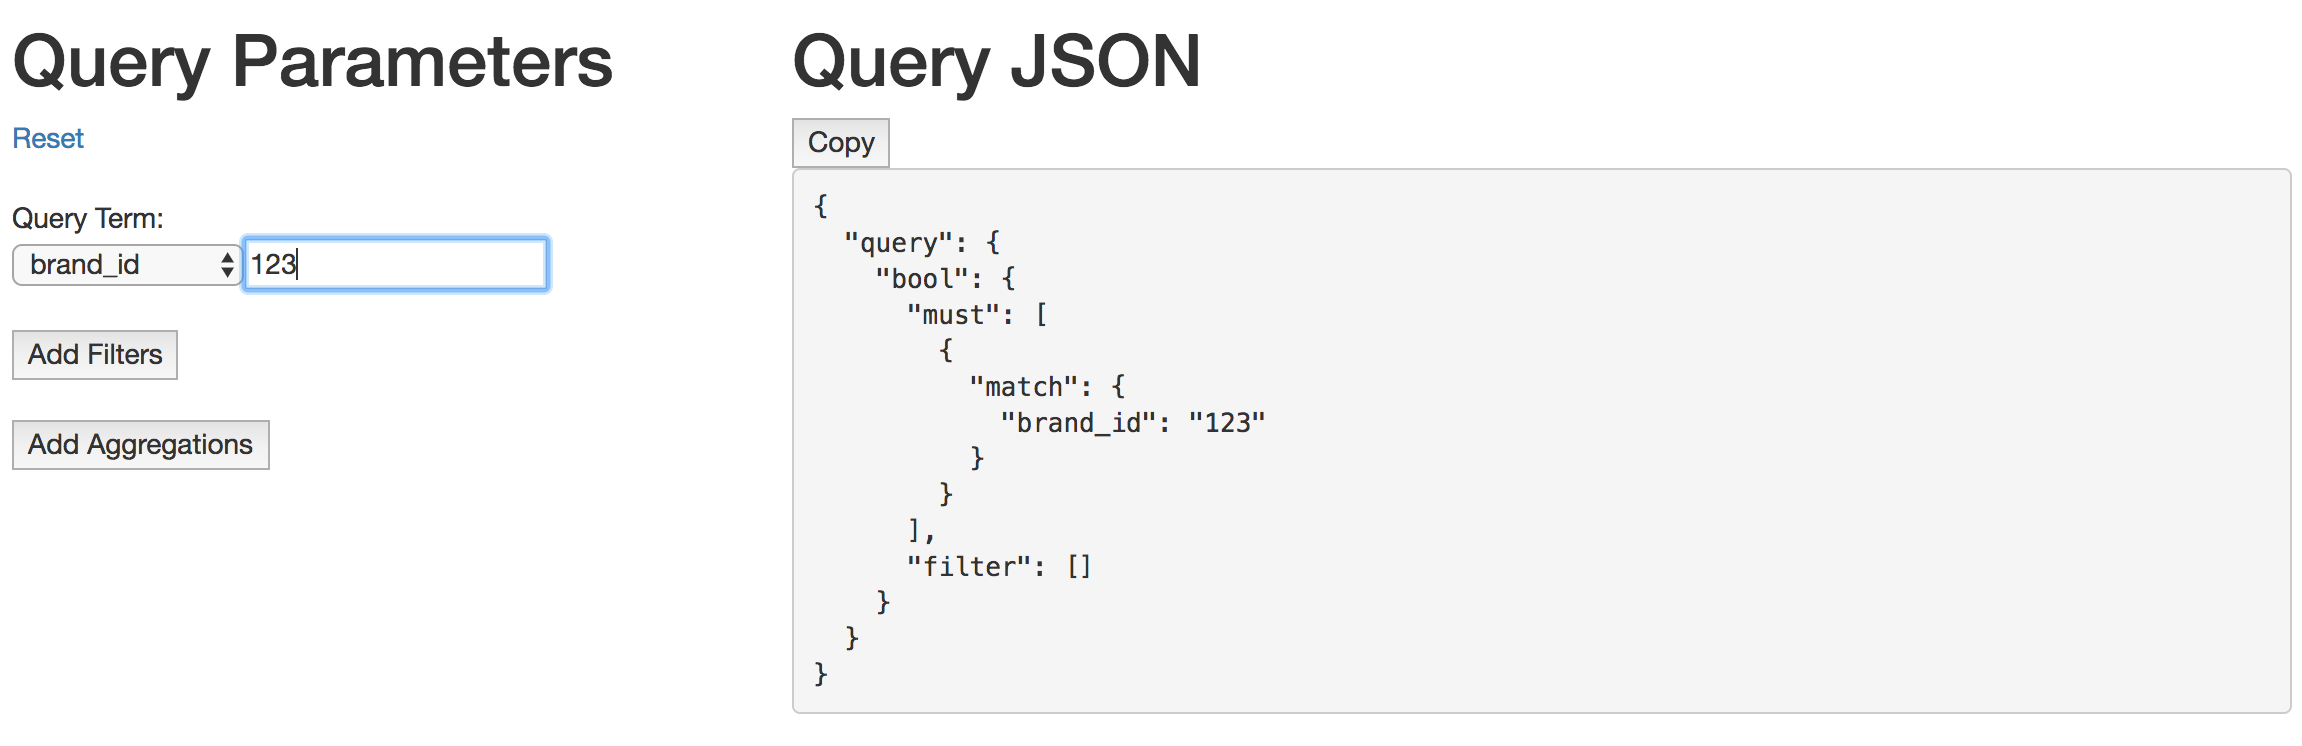 Query Parameters
Reset
Query Term:
brand_id 123
Add Filters
Add Aggregations
Query JSON
Copy
{
  "query": {
    "bool": {
      "must": [
        {
          "match": {
            "brand_id": "123"
          }
        }
      ],
      "filter": []
    }
  }
}